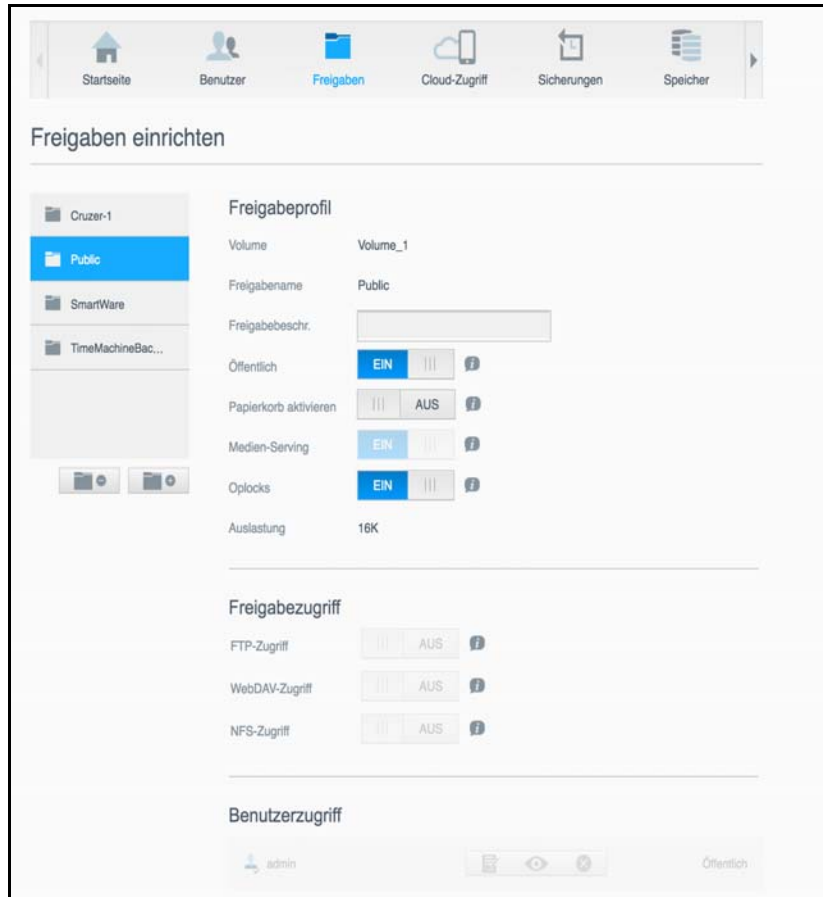 Startseite Benutzer Freigaben Cloud-Zugriff Sicherungen Speicher
Freigaben einrichten
Cruzer-1
Public
SmartWare
TimeMachineBac...
Freigabeprofil
Volume Volume_1
Freigabename Public
Freigabebeschr.
Öffentlich EIN
Papierkorb aktivieren AUS
Medien-Serving EIN
Oplocks EIN
Auslastung 16K
Freigabezugriff
FTP-Zugriff AUS
WebDAV-Zugriff AUS
NFS-Zugriff AUS
Benutzerzugriff
admin Öffentlich